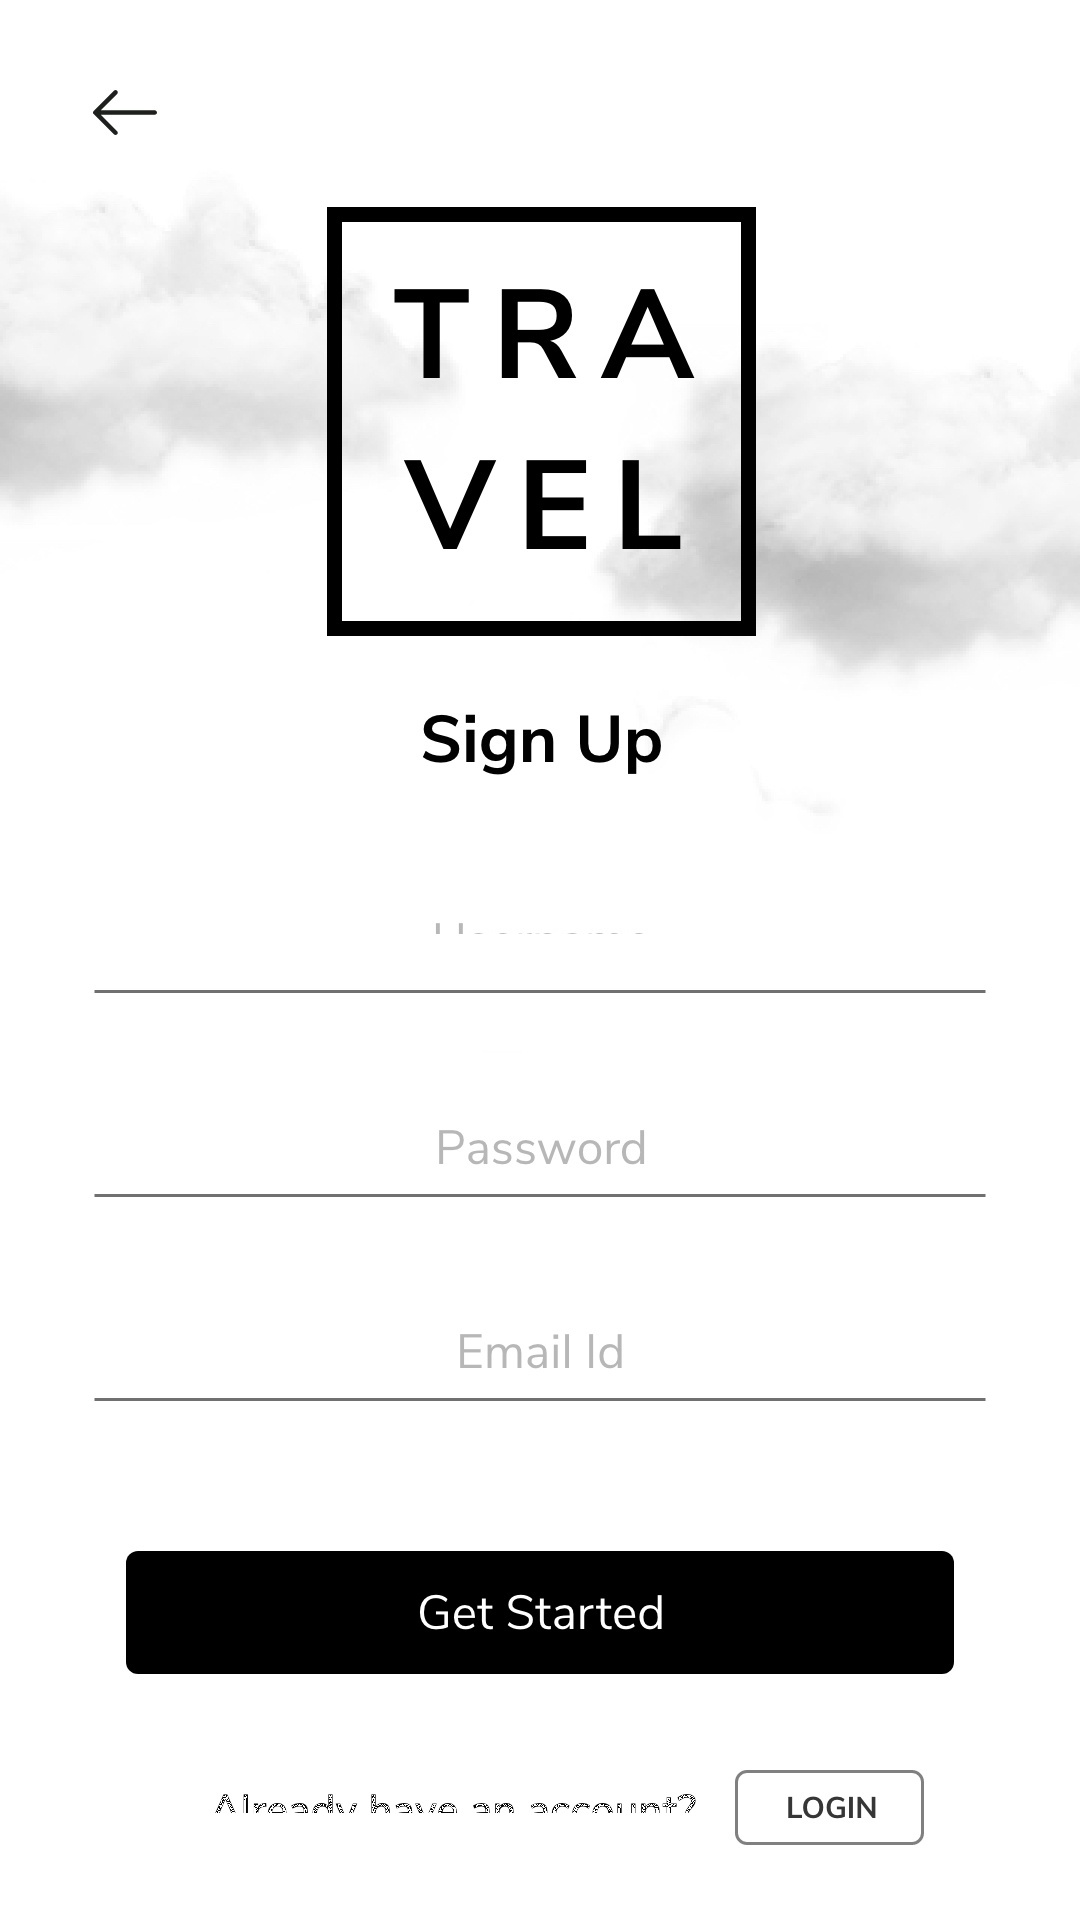 TRA
VEL
Sign Up
Username
Password
Email Id
Get Started
Already have an account?
LOGIN